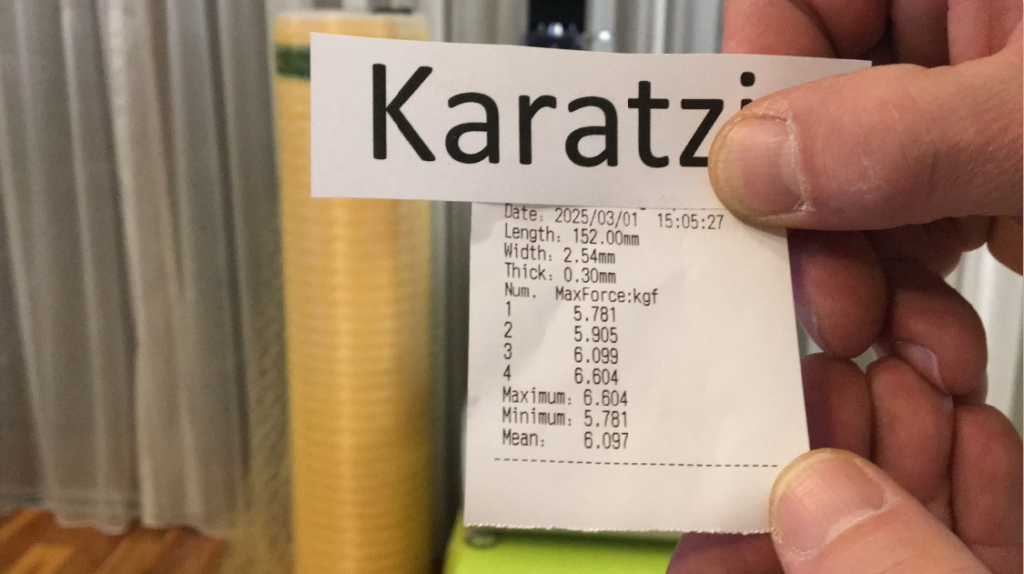 Karatzi
Date: 2025/03/01 15:05:27
Length: 152.00mm
Width: 2.54mm
Thick: 0.30mm
Num. MaxForce:kgf
1 5.781
2 5.905
3 6.099
4 6.604
Maximum: 6.604
Minimum: 5.781
Mean: 6.097